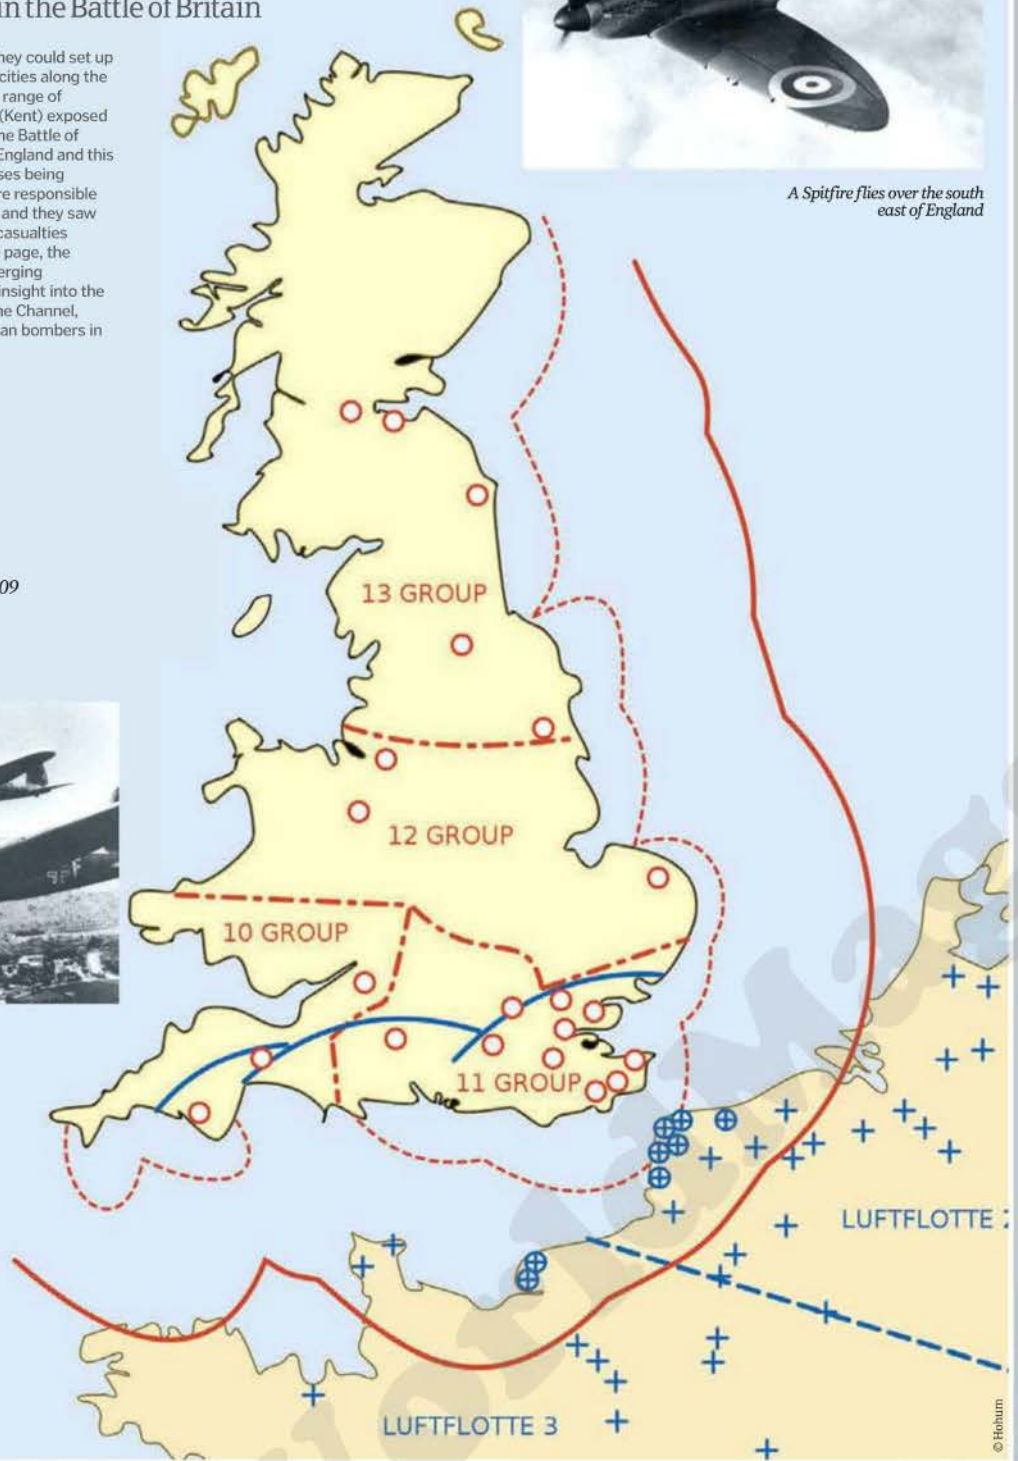 in the Battle of Britain
hey could set up
cities along the
range of
(Kent) exposed
he Battle of
England and this
ses being
re responsible
and they saw
casualties
page, the
erging
insight into the
he Channel,
an bombers in
09
A Spitfire flies over the south
east of England
13 GROUP
12 GROUP
10 GROUP
11 GROUP
LUFTFLOTTE 2
LUFTFLOTTE 3
© Hohum